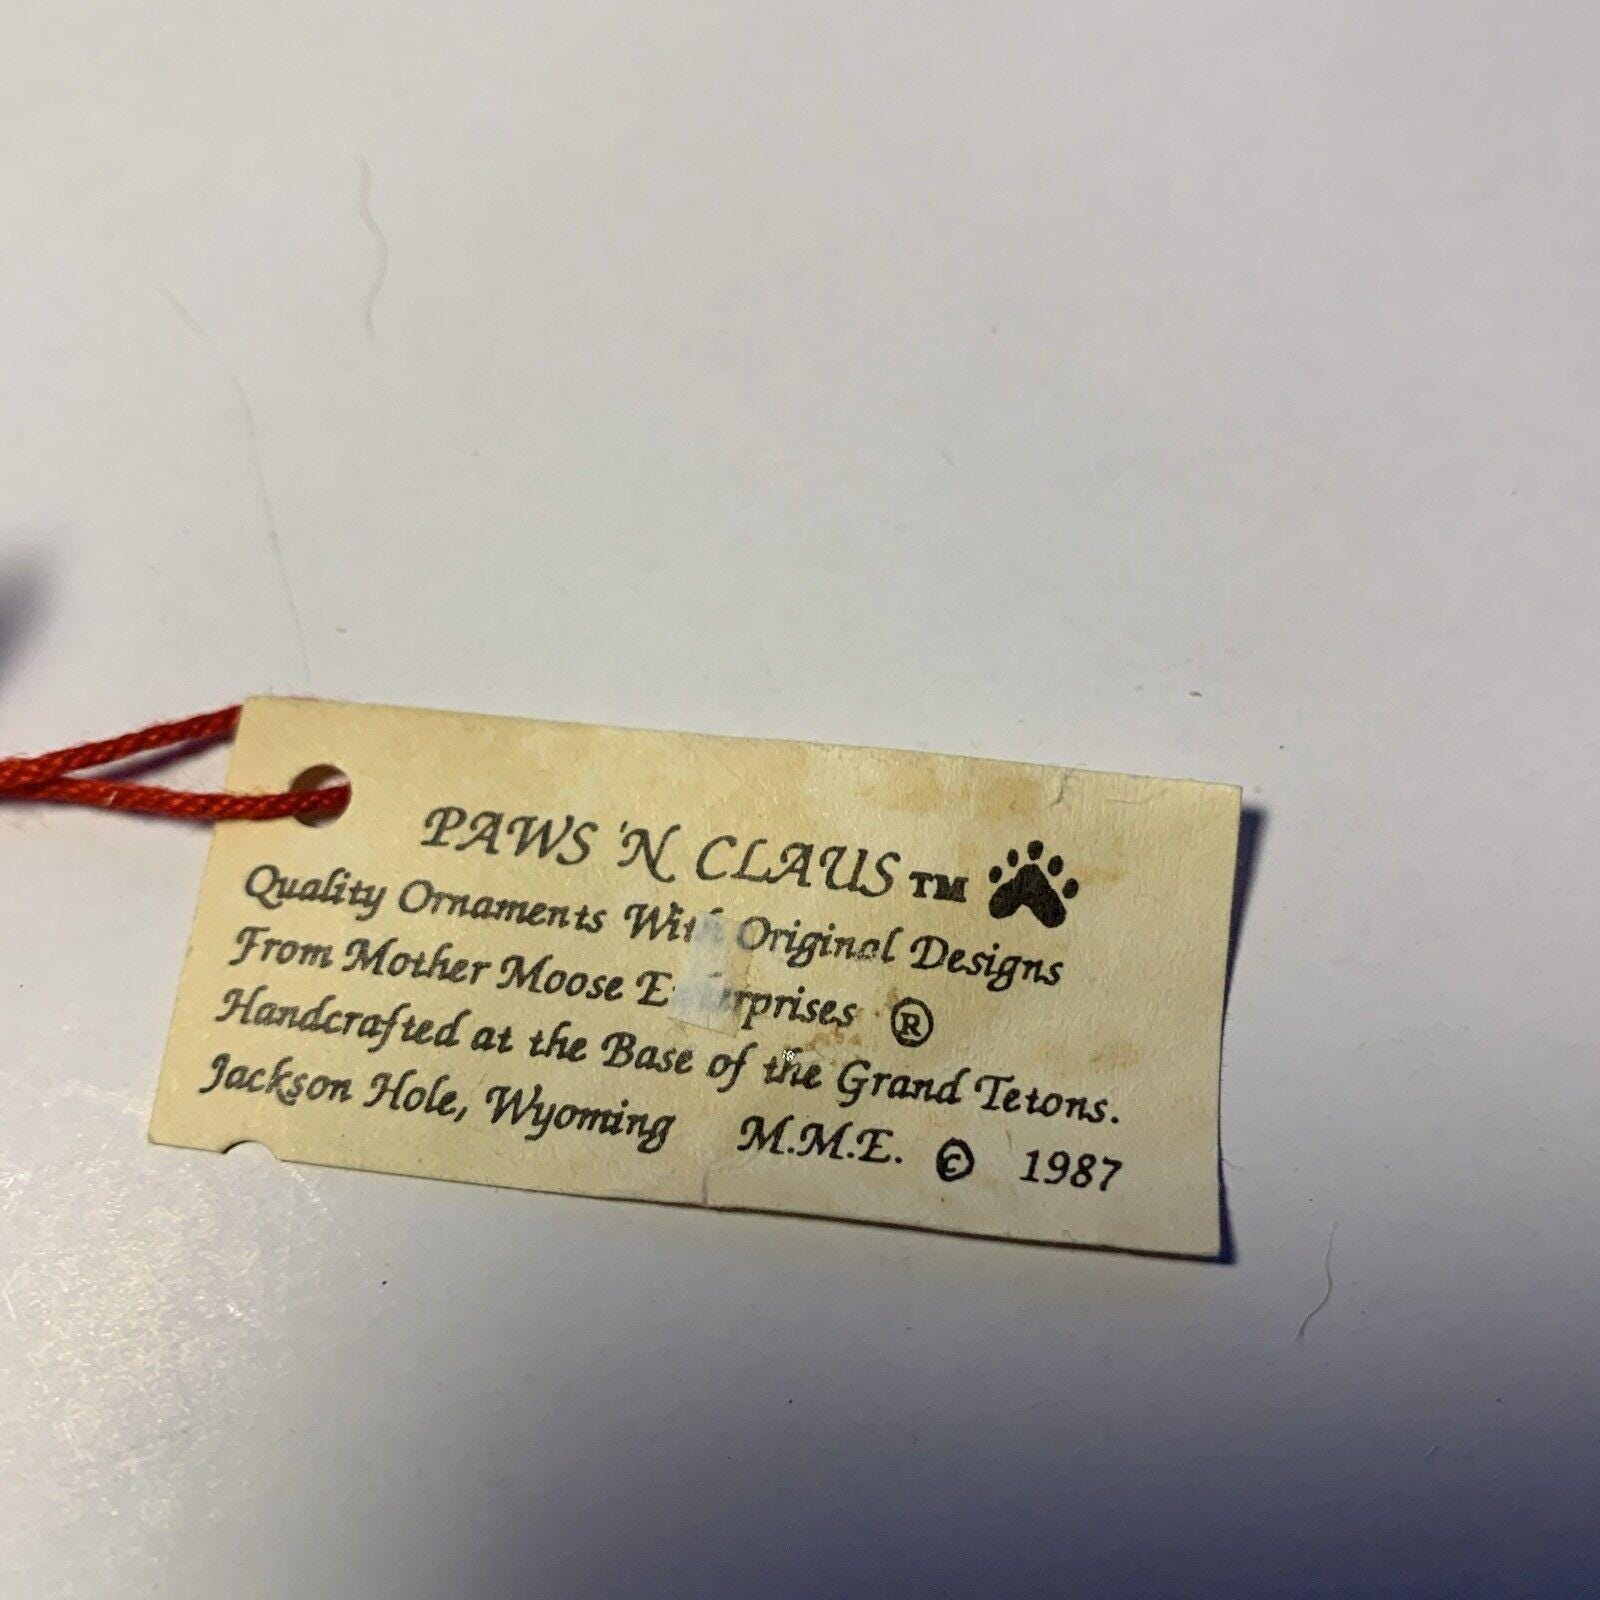 PAWS 'N CLAUS TM
Quality Ornaments With Original Designs
From Mother Moose Enterprises ®
Handcrafted at the Base of the Grand Tetons.
Jackson Hole, Wyoming M.M.E. © 1987